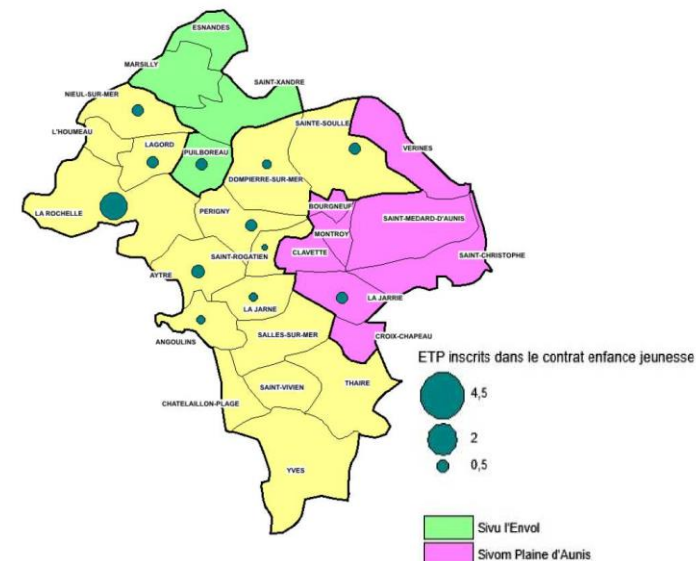 ESNANDES
MARSILLY
SAINT-XANDRE
NIEUL-SUR-MER
SAINTE-SOULLE
L'HOUMEAU
LAGORD
PUILBOREAU
VERINES
DOMPIERRE-SUR-MER
BOURGNEUF
LA ROCHELLE
PERIGNY
SAINT-MEDARD-D'AUNIS
MONTROY
CLAVETTE
SAINT-ROGATIEN
SAINT-CHRISTOPHE
AYTRE
LA JARRIE
LA JARNE
SALLES-SUR-MER
CROIX-CHAPEAU
ANGOULINS
ETP inscrits dans le contrat enfance jeunesse
4,5
2
0,5
THAIRE
SAINT-VIVIEN
CHATELAILLON-PLAGE
YVES
Sivu l'Envol
Sivom Plaine d'Aunis